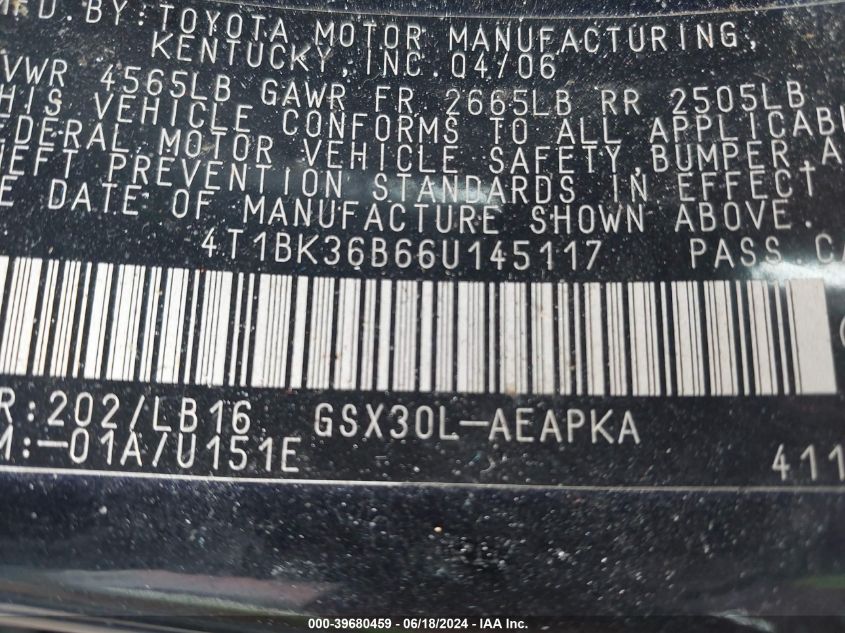 MFD BY: TOYOTA MOTOR MANUFACTURING,
KENTUCKY INC 04/06
VWR 4565LB GAWR FR 2665LB RR 2505LB
HIS VEHICLE CONFORMS TO ALL APPLICABL
EDERAL MOTOR VEHICLE SAFETY, BUMPER, A
HEFT PREVENTION STANDARDS IN EFFECT
E DATE OF MANUFACTURE SHOWN ABOVE.
4T1BK36B66U145117 PASS.CA
R:202/LB16 GSX30L-AEAPKA
M:-01A/U151E 411
000-39680459 - 06/18/2024 - IAA Inc.